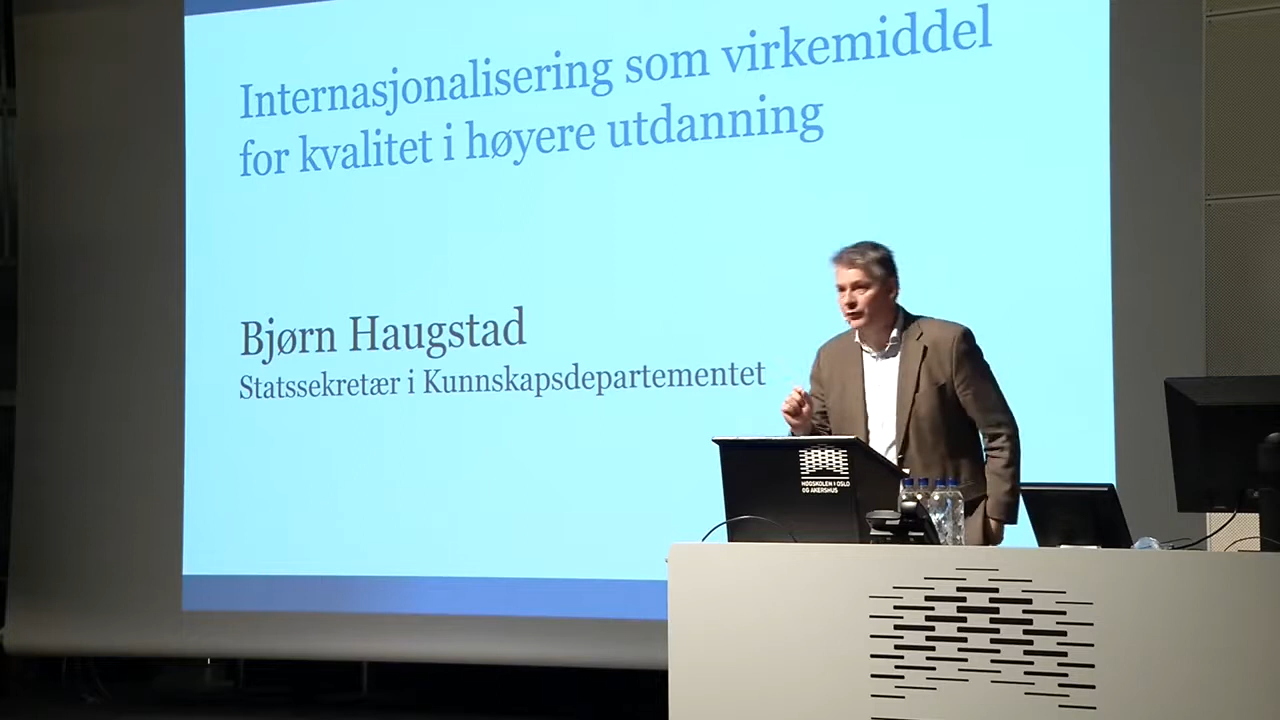 Internasjonalisering som virkemiddel
for kvalitet i høyere utdanning
Bjørn Haugstad
Statssekretær i Kunnskapsdepartementet
HØGSKOLEN I OSLO
OG AKERSHUS